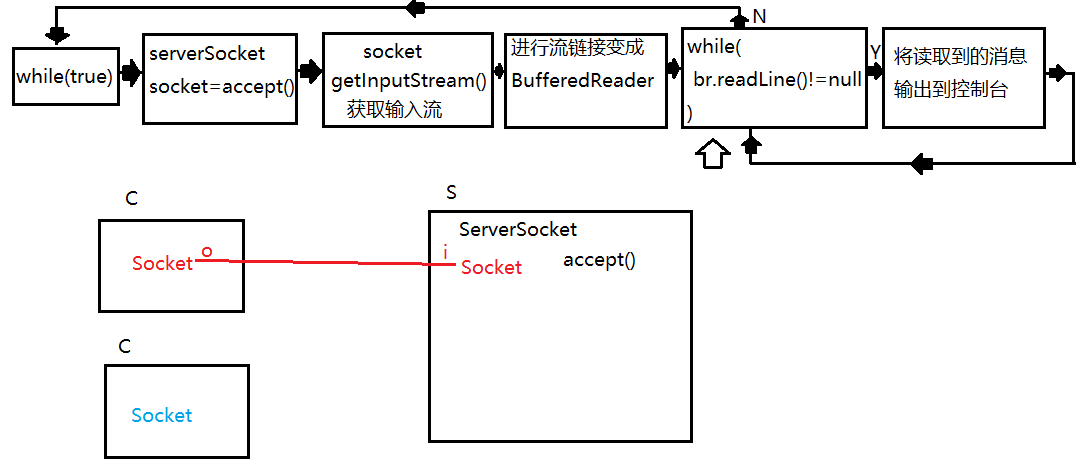 while(true)
serverSocket
socket=accept()
socket
getInputStream()
获取输入流
进行流链接变成
BufferedReader
while(
br.readLine()!=null
)
N
Y
将读取到的消息
输出到控制台
C
Socket
o
S
ServerSocket
accept()
i
Socket
C
Socket